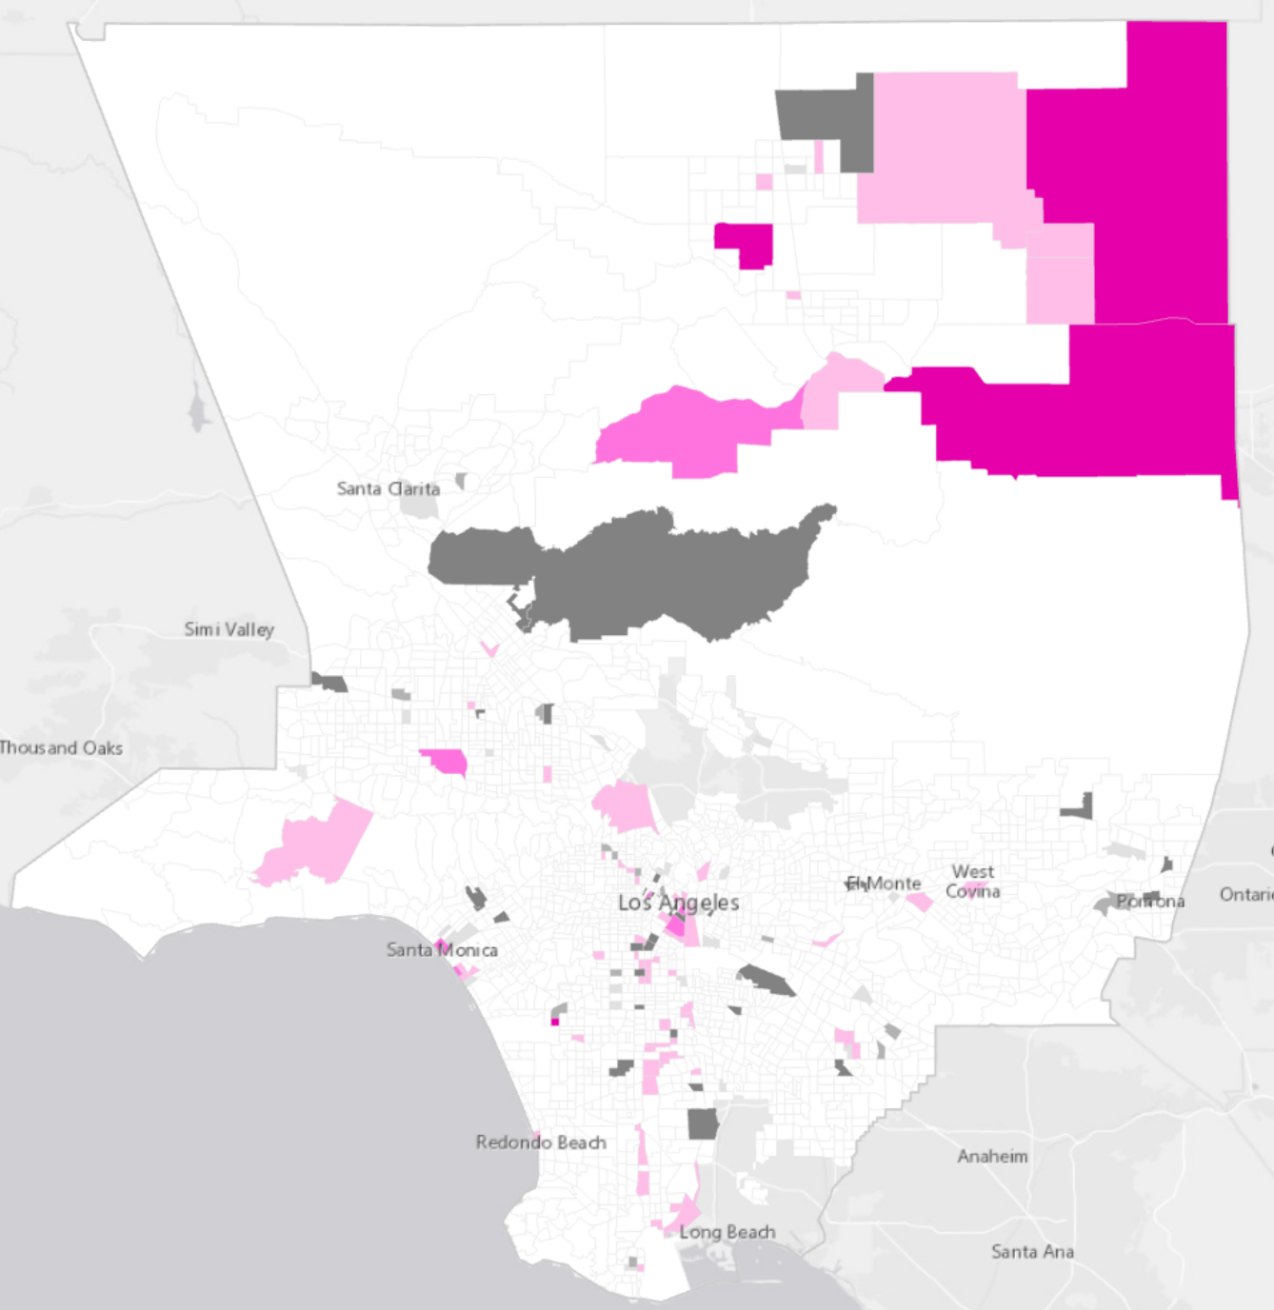 Santa Clarita
Simi Valley
Thousand Oaks
El Monte
West
Covina
Pomona
Ontario
Los Angeles
Santa Monica
Redondo Beach
Anaheim
Long Beach
Santa Ana